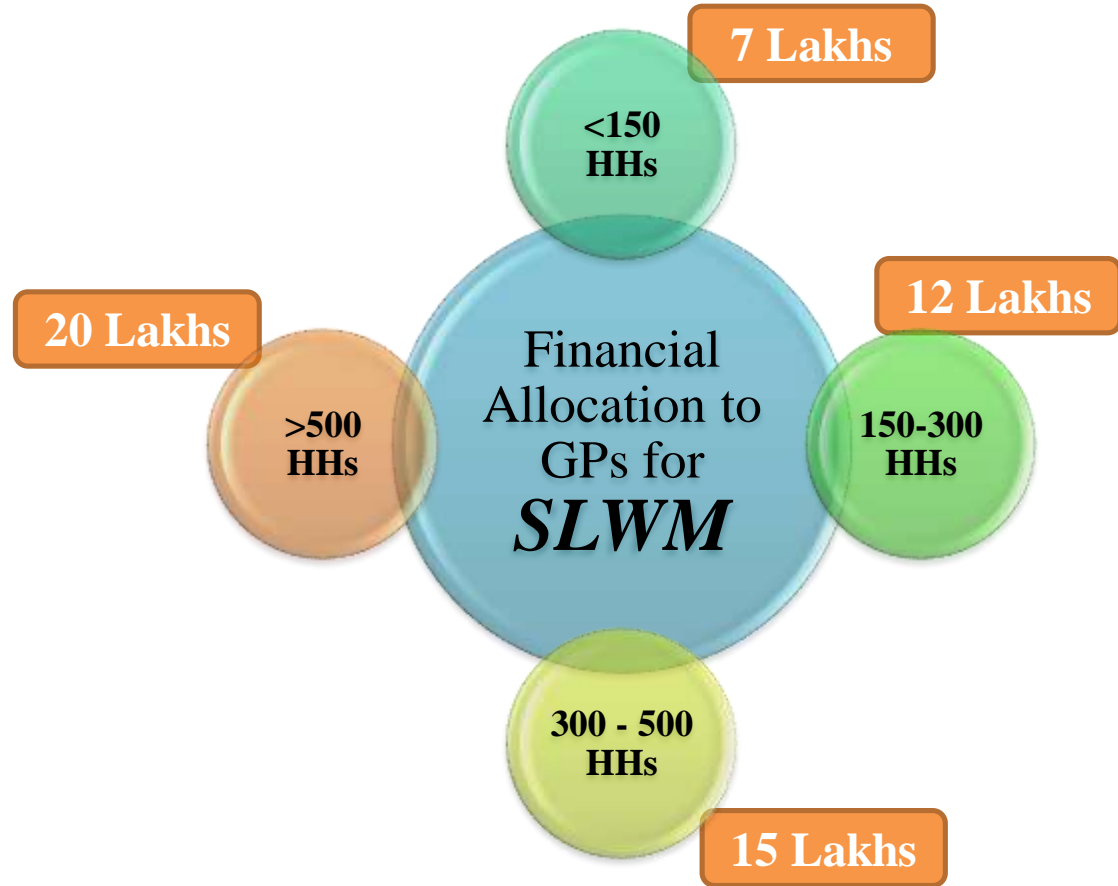 7 Lakhs
<150
HHs
12 Lakhs
20 Lakhs
Financial
Allocation to
GPs for
SLWM
>500
HHs
150-300
HHs
300 - 500
HHs
15 Lakhs